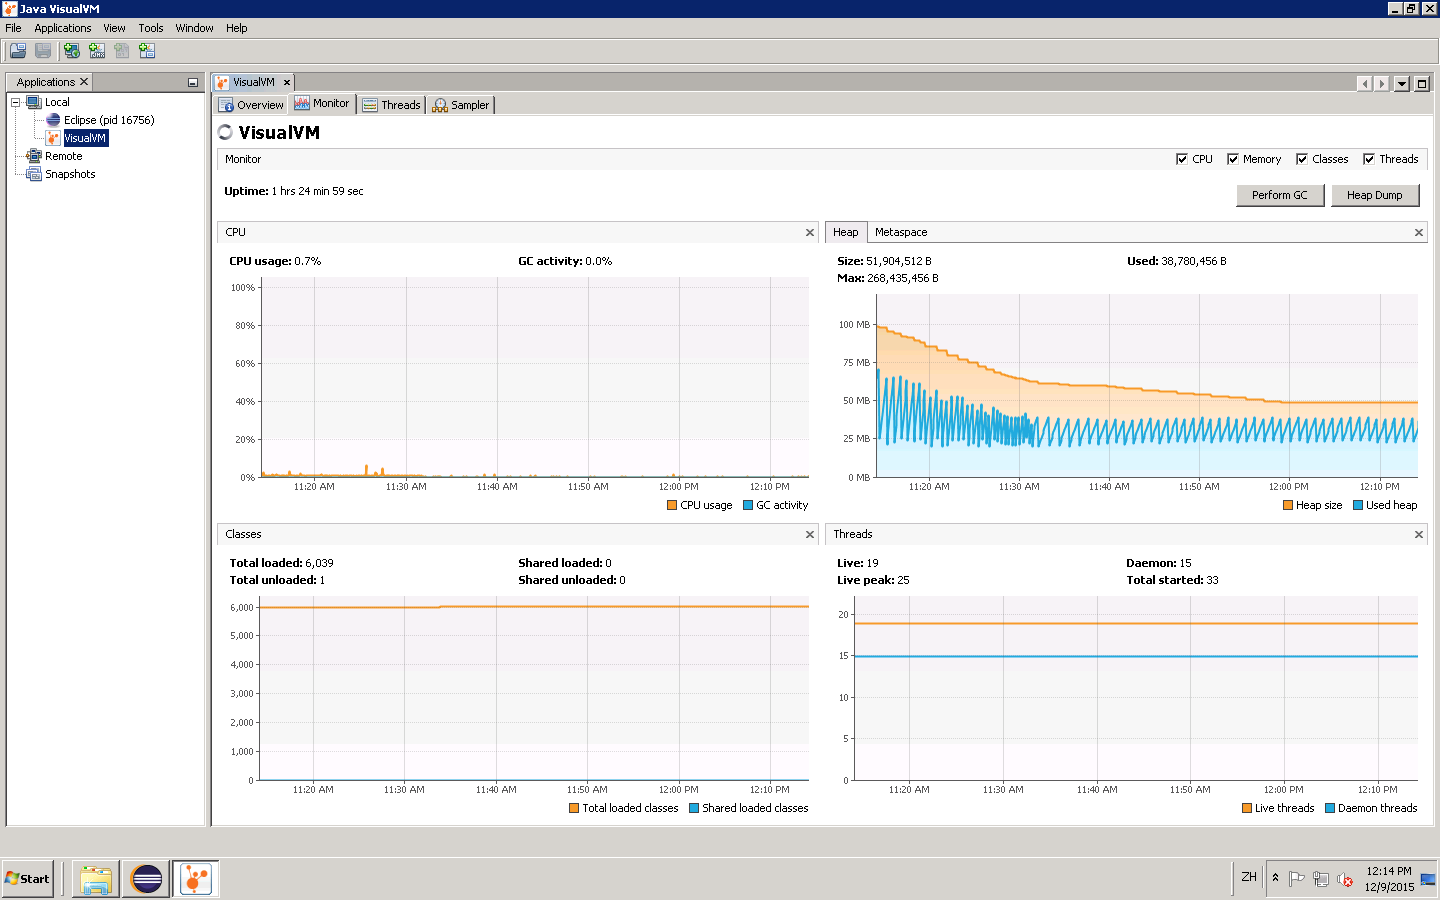 Java VisualVM
File Applications View Tools Window Help
Applications
Local
Eclipse (pid 16756)
VisualVM
Remote
Snapshots
VisualVM
Overview Monitor Threads Sampler
VisualVM
Monitor CPU Memory Classes Threads
Uptime: 1 hrs 24 min 59 sec
Perform GC Heap Dump
CPU
CPU usage: 0.7% GC activity: 0.0%
100%
80%
60%
40%
20%
0%
11:20 AM 11:30 AM 11:40 AM 11:50 AM 12:00 PM 12:10 PM
CPU usage GC activity
Heap Metaspace
Size: 51,904,512 B Used: 38,780,456 B
Max: 268,435,456 B
100 MB
75 MB
50 MB
25 MB
0 MB
11:20 AM 11:30 AM 11:40 AM 11:50 AM 12:00 PM 12:10 PM
Heap size Used heap
Classes
Total loaded: 6,039 Shared loaded: 0
Total unloaded: 1 Shared unloaded: 0
6,000
5,000
4,000
3,000
2,000
1,000
0
11:20 AM 11:30 AM 11:40 AM 11:50 AM 12:00 PM 12:10 PM
Total loaded classes Shared loaded classes
Threads
Live: 19 Daemon: 15
Live peak: 25 Total started: 33
20
15
10
5
0
11:20 AM 11:30 AM 11:40 AM 11:50 AM 12:00 PM 12:10 PM
Live threads Daemon threads
Start
ZH
12:14 PM
12/9/2015